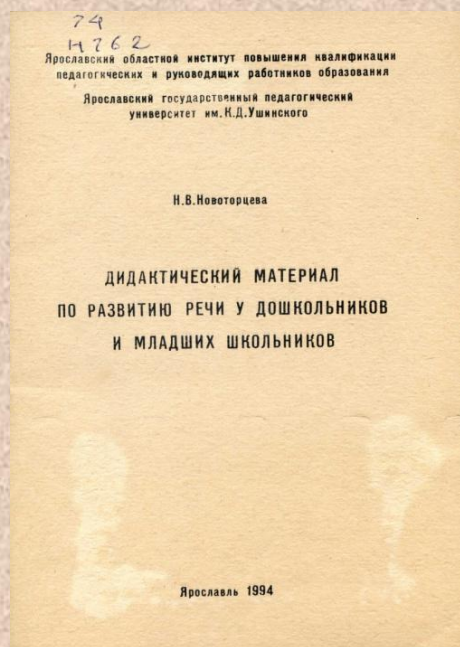 74
Н762
Ярославский областной институт повышения квалификации
педагогических и руководящих работников образования
Ярославский государственный педагогический
университет им.К.Д.Ушинского
Н.В.Новоторцева
ДИДАКТИЧЕСКИЙ МАТЕРИАЛ
ПО РАЗВИТИЮ РЕЧИ У ДОШКОЛЬНИКОВ
И МЛАДШИХ ШКОЛЬНИКОВ
Ярославль 1994